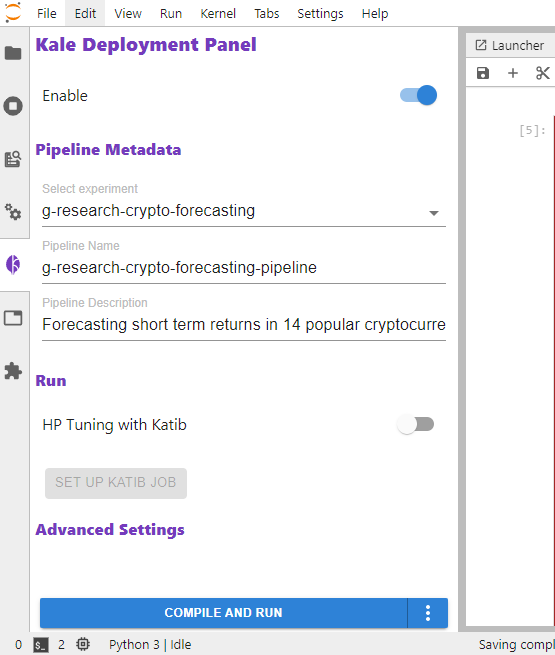 File Edit View Run Kernel Tabs Settings Help
Kale Deployment Panel
Launcher
Enable
[5]:
Pipeline Metadata
Select experiment
g-research-crypto-forecasting
Pipeline Name
g-research-crypto-forecasting-pipeline
Pipeline Description
Forecasting short term returns in 14 popular cryptocurre
Run
HP Tuning with Katib
SET UP KATIB JOB
Advanced Settings
COMPILE AND RUN
0 $_ 2 Python 3 | Idle Saving compl